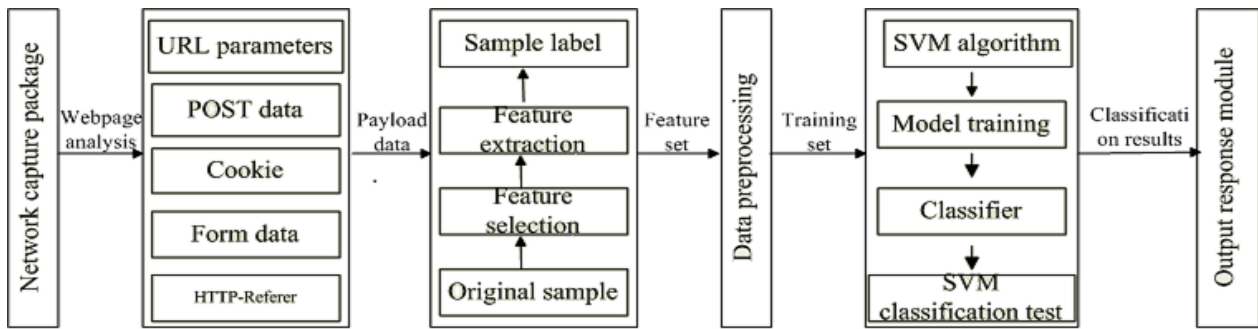 Network capture package
Webpage
analysis
URL parameters
POST data
Cookie
Form data
HTTP-Referer
Payload
data
Sample label
Feature
extraction
Feature
selection
Original sample
Feature
set
Data preprocessing
Training
set
SVM algorithm
Model training
Classifier
SVM
classification test
Classificati
on results
Output response module